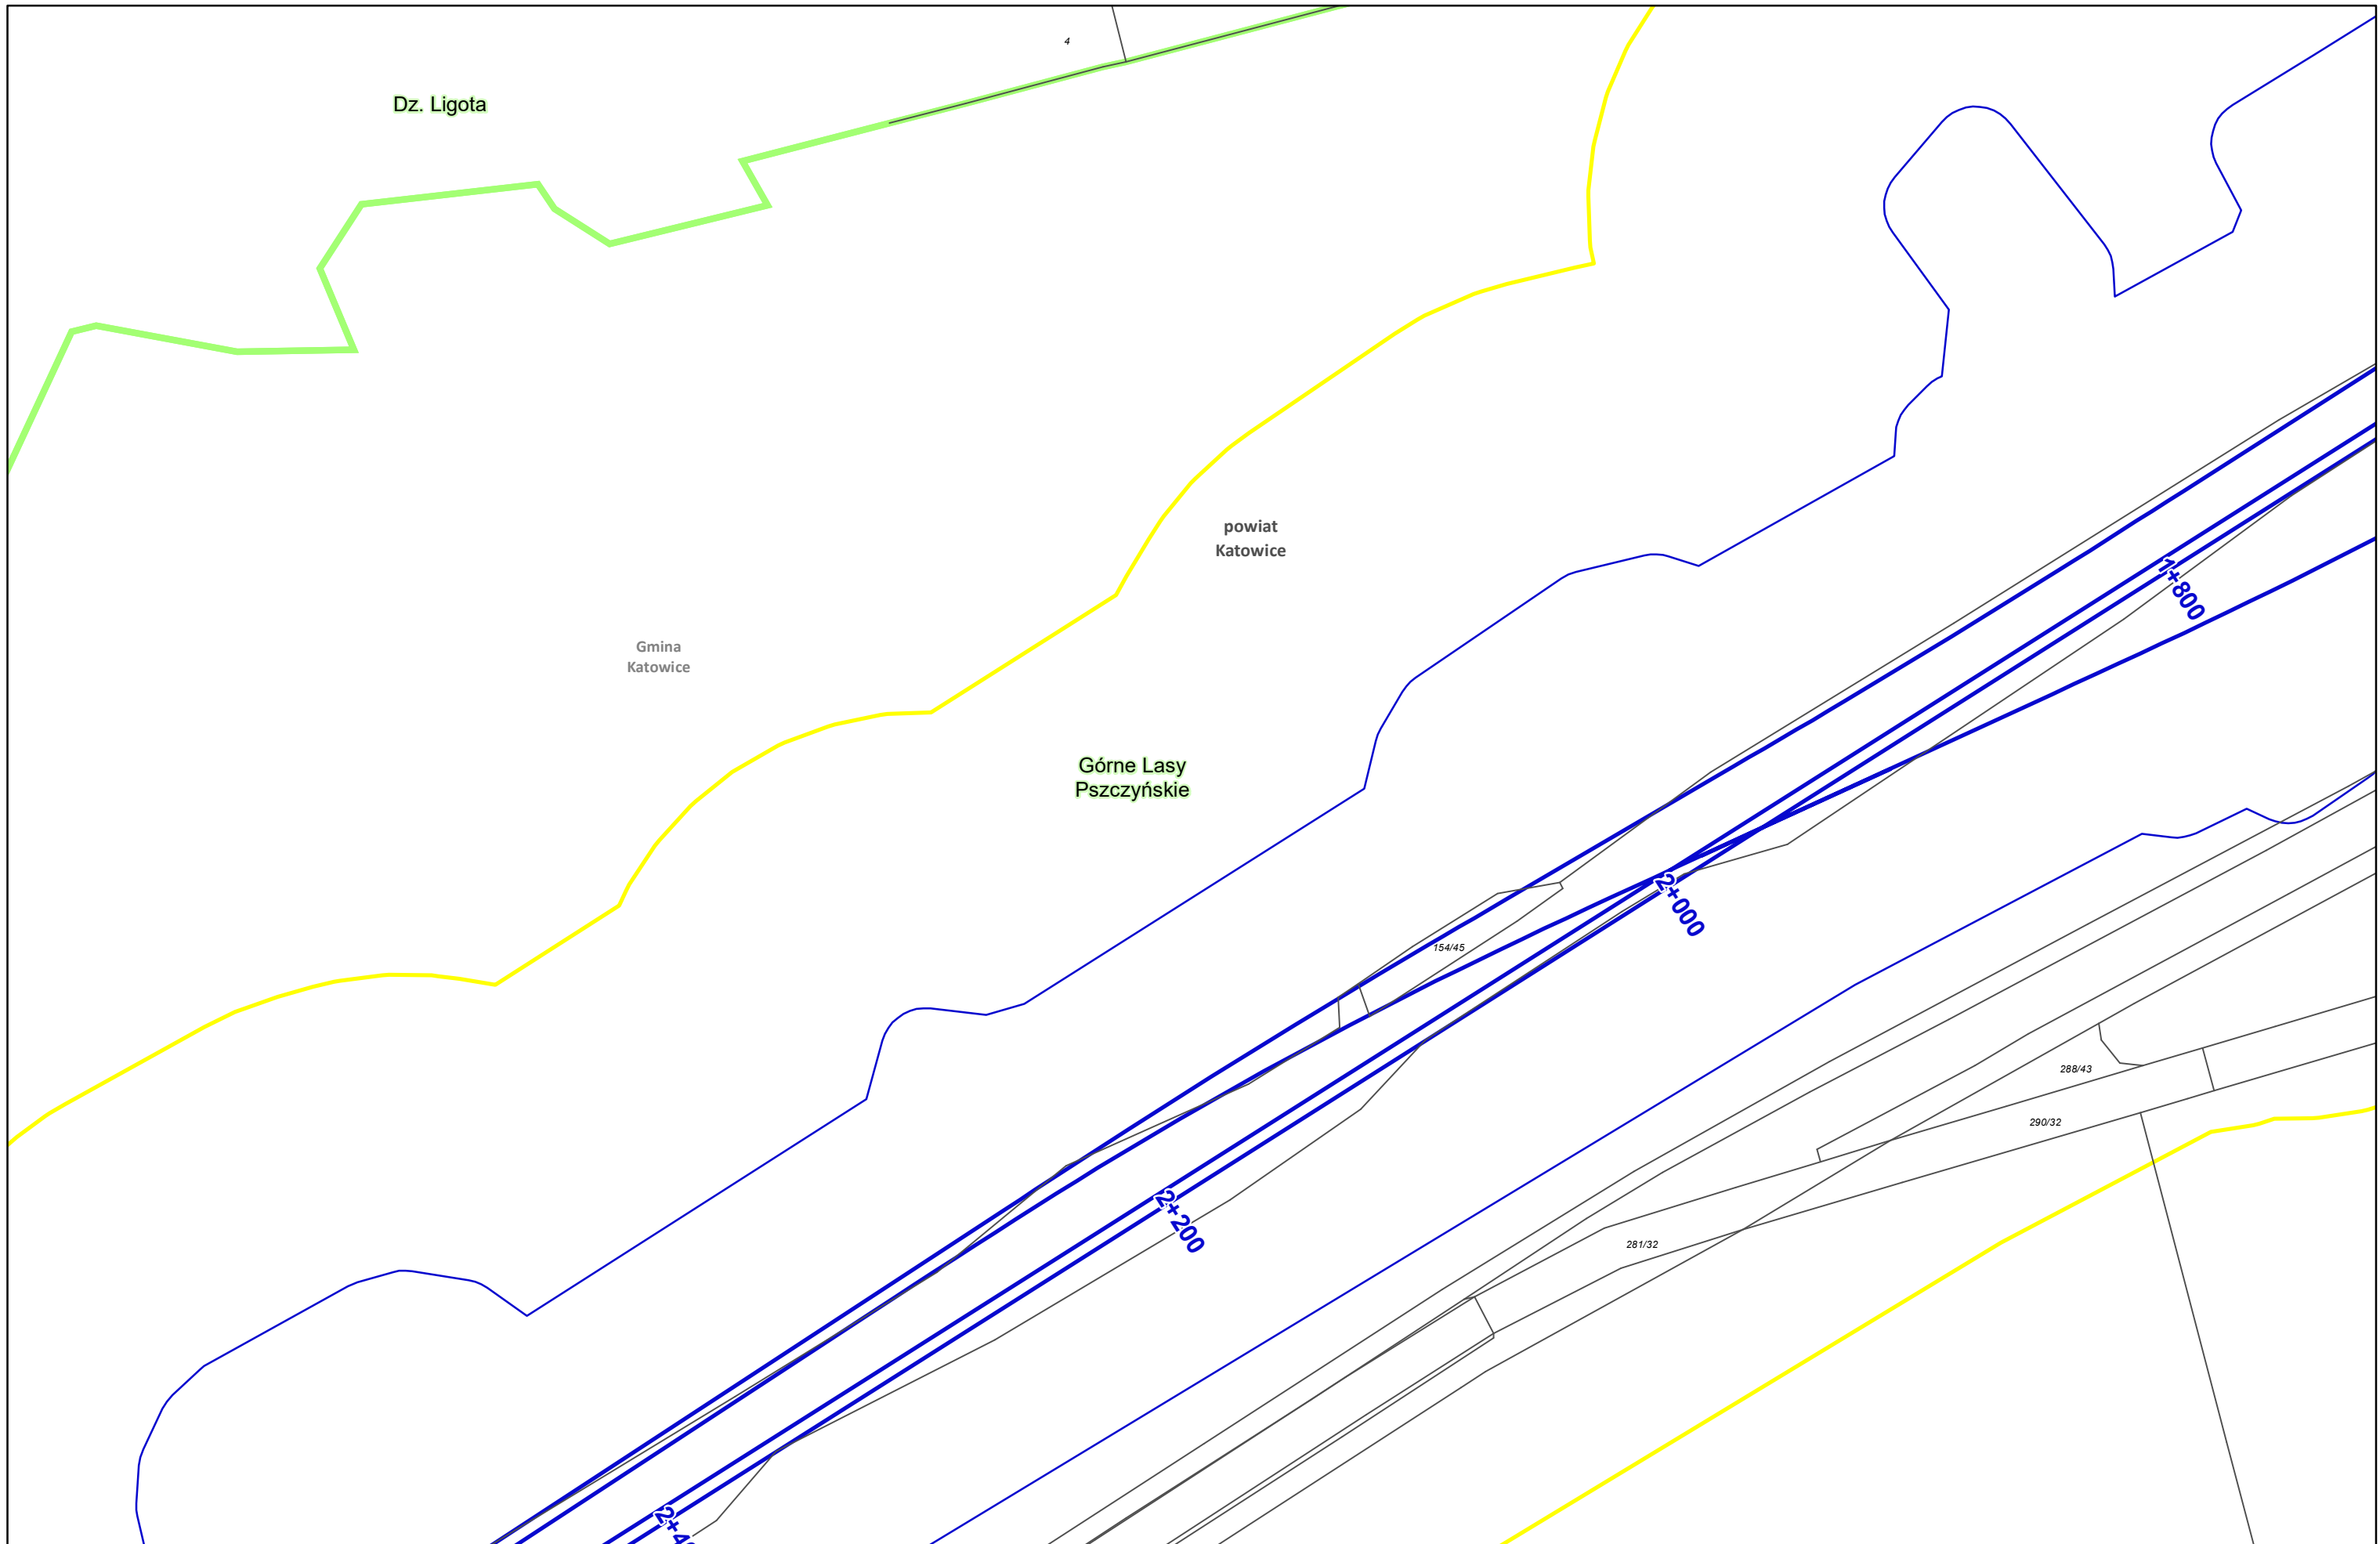 4
Dz. Ligota
powiat
Katowice
1+800
Gmina
Katowice
Górne Lasy
Pszczyńskie
2+000
154/45
288/43
290/32
2+200
281/32